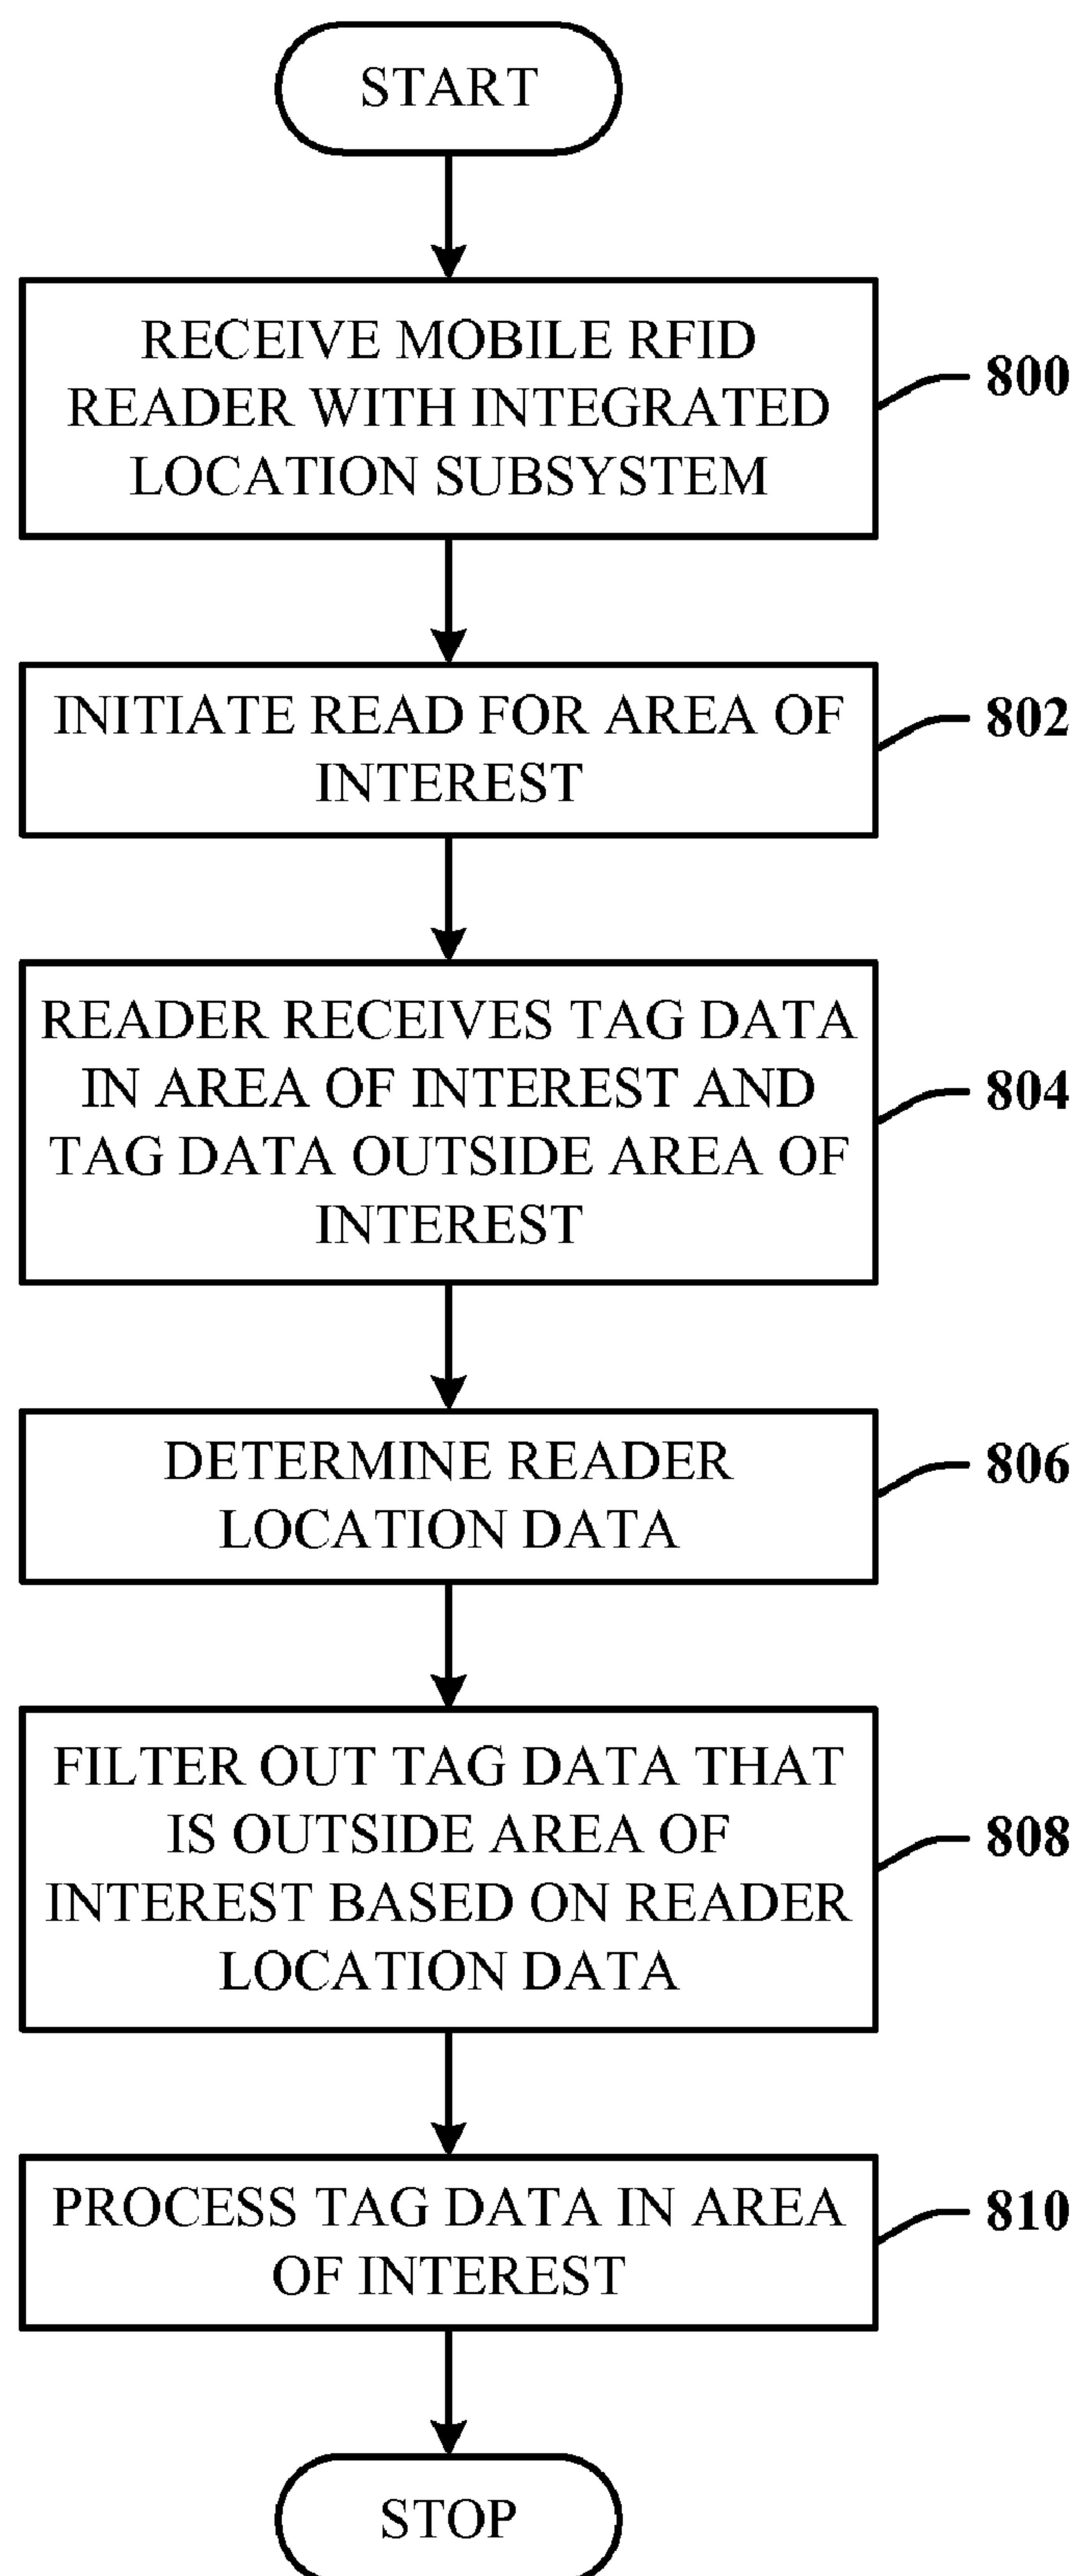 START
RECEIVE MOBILE RFID
READER WITH INTEGRATED
LOCATION SUBSYSTEM
800
INITIATE READ FOR AREA OF
INTEREST
802
READER RECEIVES TAG DATA
IN AREA OF INTEREST AND
TAG DATA OUTSIDE AREA OF
INTEREST
804
DETERMINE READER
LOCATION DATA
806
FILTER OUT TAG DATA THAT
IS OUTSIDE AREA OF
INTEREST BASED ON READER
LOCATION DATA
808
PROCESS TAG DATA IN AREA
OF INTEREST
810
STOP